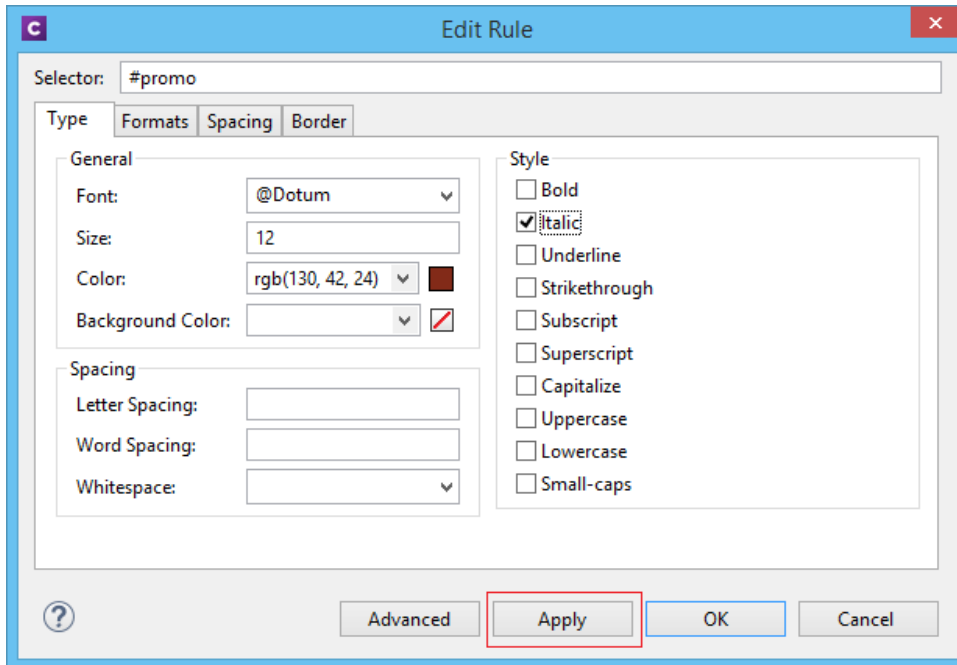 C
Edit Rule
Selector: #promo
Type Formats Spacing Border
General
Font: @Dotum
Size: 12
Color: rgb(130, 42, 24)
Background Color:
Spacing
Letter Spacing:
Word Spacing:
Whitespace:
Style
Bold
Italic
Underline
Strikethrough
Subscript
Superscript
Capitalize
Uppercase
Lowercase
Small-caps
? Advanced Apply OK Cancel